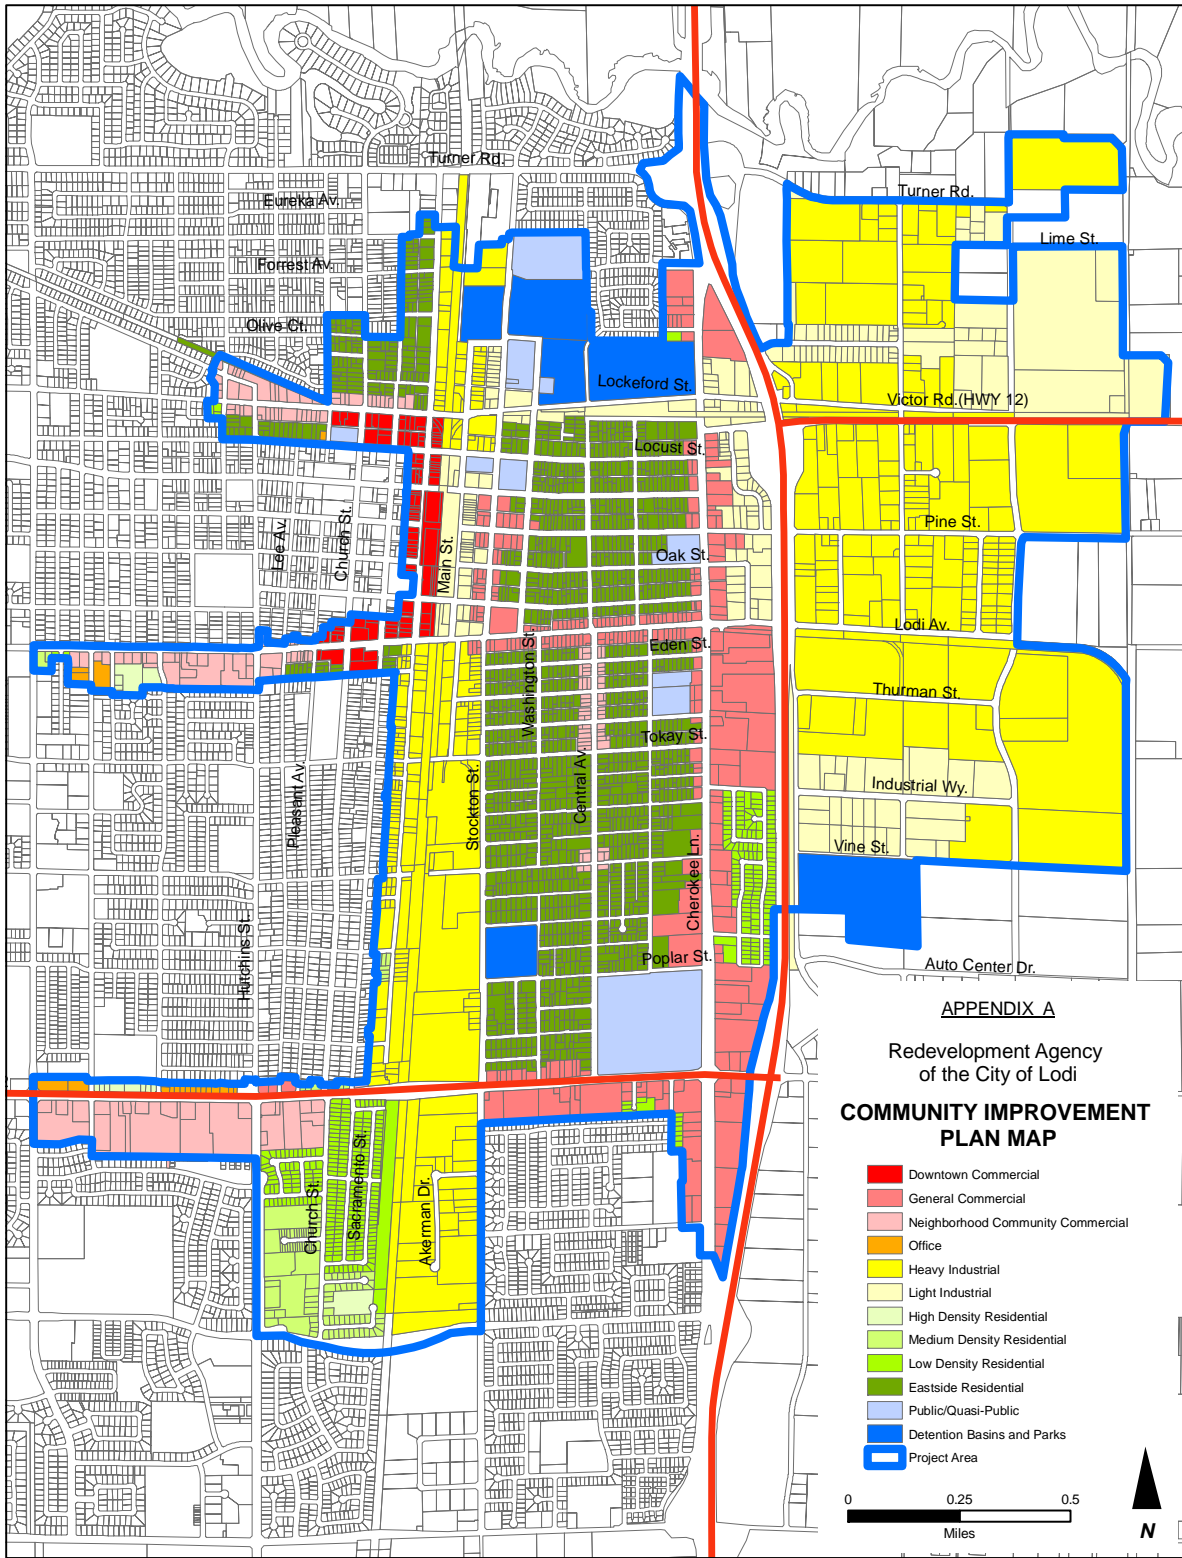 Turner Rd.
Eureka Av.
Turner Rd.
Lime St.
Forrest Av.
Olive Ct.
Lockeford St.
Victor Rd.(HWY 12)
Locust St.
Lee Av.
Church St.
Main St.
Pine St.
Oak St.
Lodi Av.
Eden St.
Washington St.
Thurman St.
Tokay St.
Pleasant Av.
Stockton St.
Central Av.
Industrial Wy.
Vine St.
Cherokee Ln.
Hutchins St.
Poplar St.
Auto Center Dr.
Church St.
Sacramento St.
Akerman Dr.
APPENDIX A
Redevelopment Agency
of the City of Lodi
COMMUNITY IMPROVEMENT
PLAN MAP
Downtown Commercial
General Commercial
Neighborhood Community Commercial
Office
Heavy Industrial
Light Industrial
High Density Residential
Medium Density Residential
Low Density Residential
Eastside Residential
Public/Quasi-Public
Detention Basins and Parks
Project Area
0 0.25 0.5
Miles
N